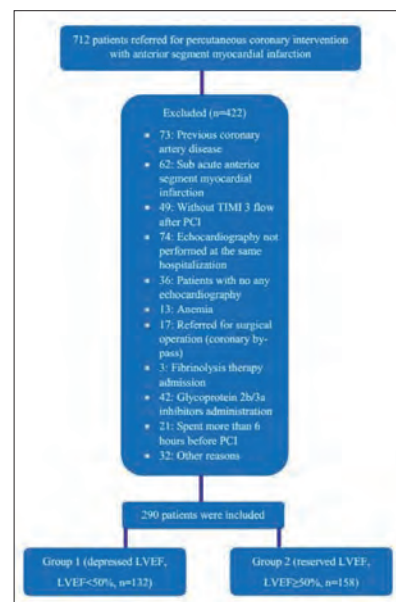 712 patients referred for percutaneous coronary intervention
with anterior segment myocardial infarction
Excluded (n=422)
73: Previous coronary
artery disease
62: Sub acute anterior
segment myocardial
infarction
49: Without TIMI 3 flow
after PCI
74: Echocardiography not
performed at the same
hospitalization
36: Patients with no any
echocardiography
13: Anemia
17: Referred for surgical
operation (coronary by-
pass)
3: Fibrinolysis therapy
admission
42: Glycoprotein 2b/3a
inhibitors administration
21: Spent more than 6
hours before PCI
32: Other reasons
290 patients were included
Group 1 (depressed LVEF,
LVEF<50%, n=132)
Group 2 (reserved LVEF,
LVEF≥50%, n=158)